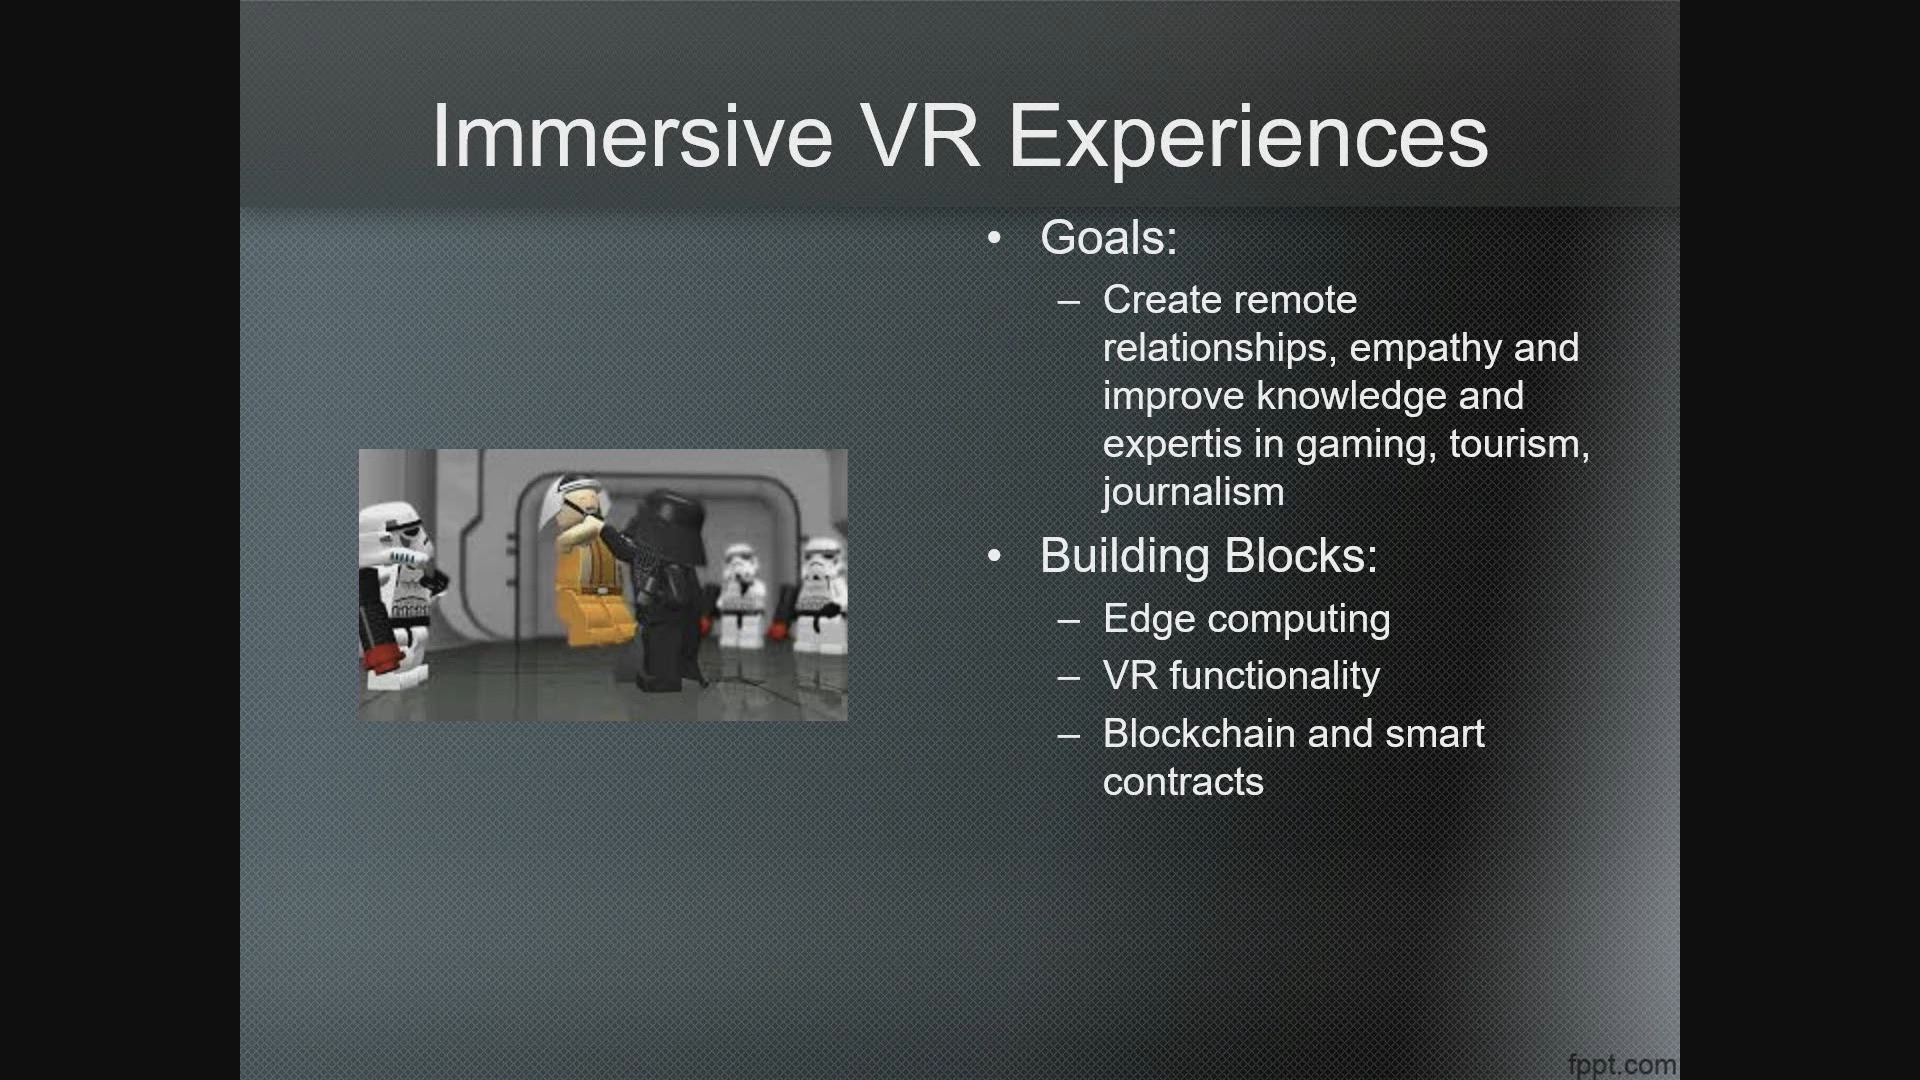 Immersive VR Experiences
• Goals:
– Create remote
relationships, empathy and
improve knowledge and
expertis in gaming, tourism,
journalism
• Building Blocks:
– Edge computing
– VR functionality
– Blockchain and smart
contracts
fppt.com